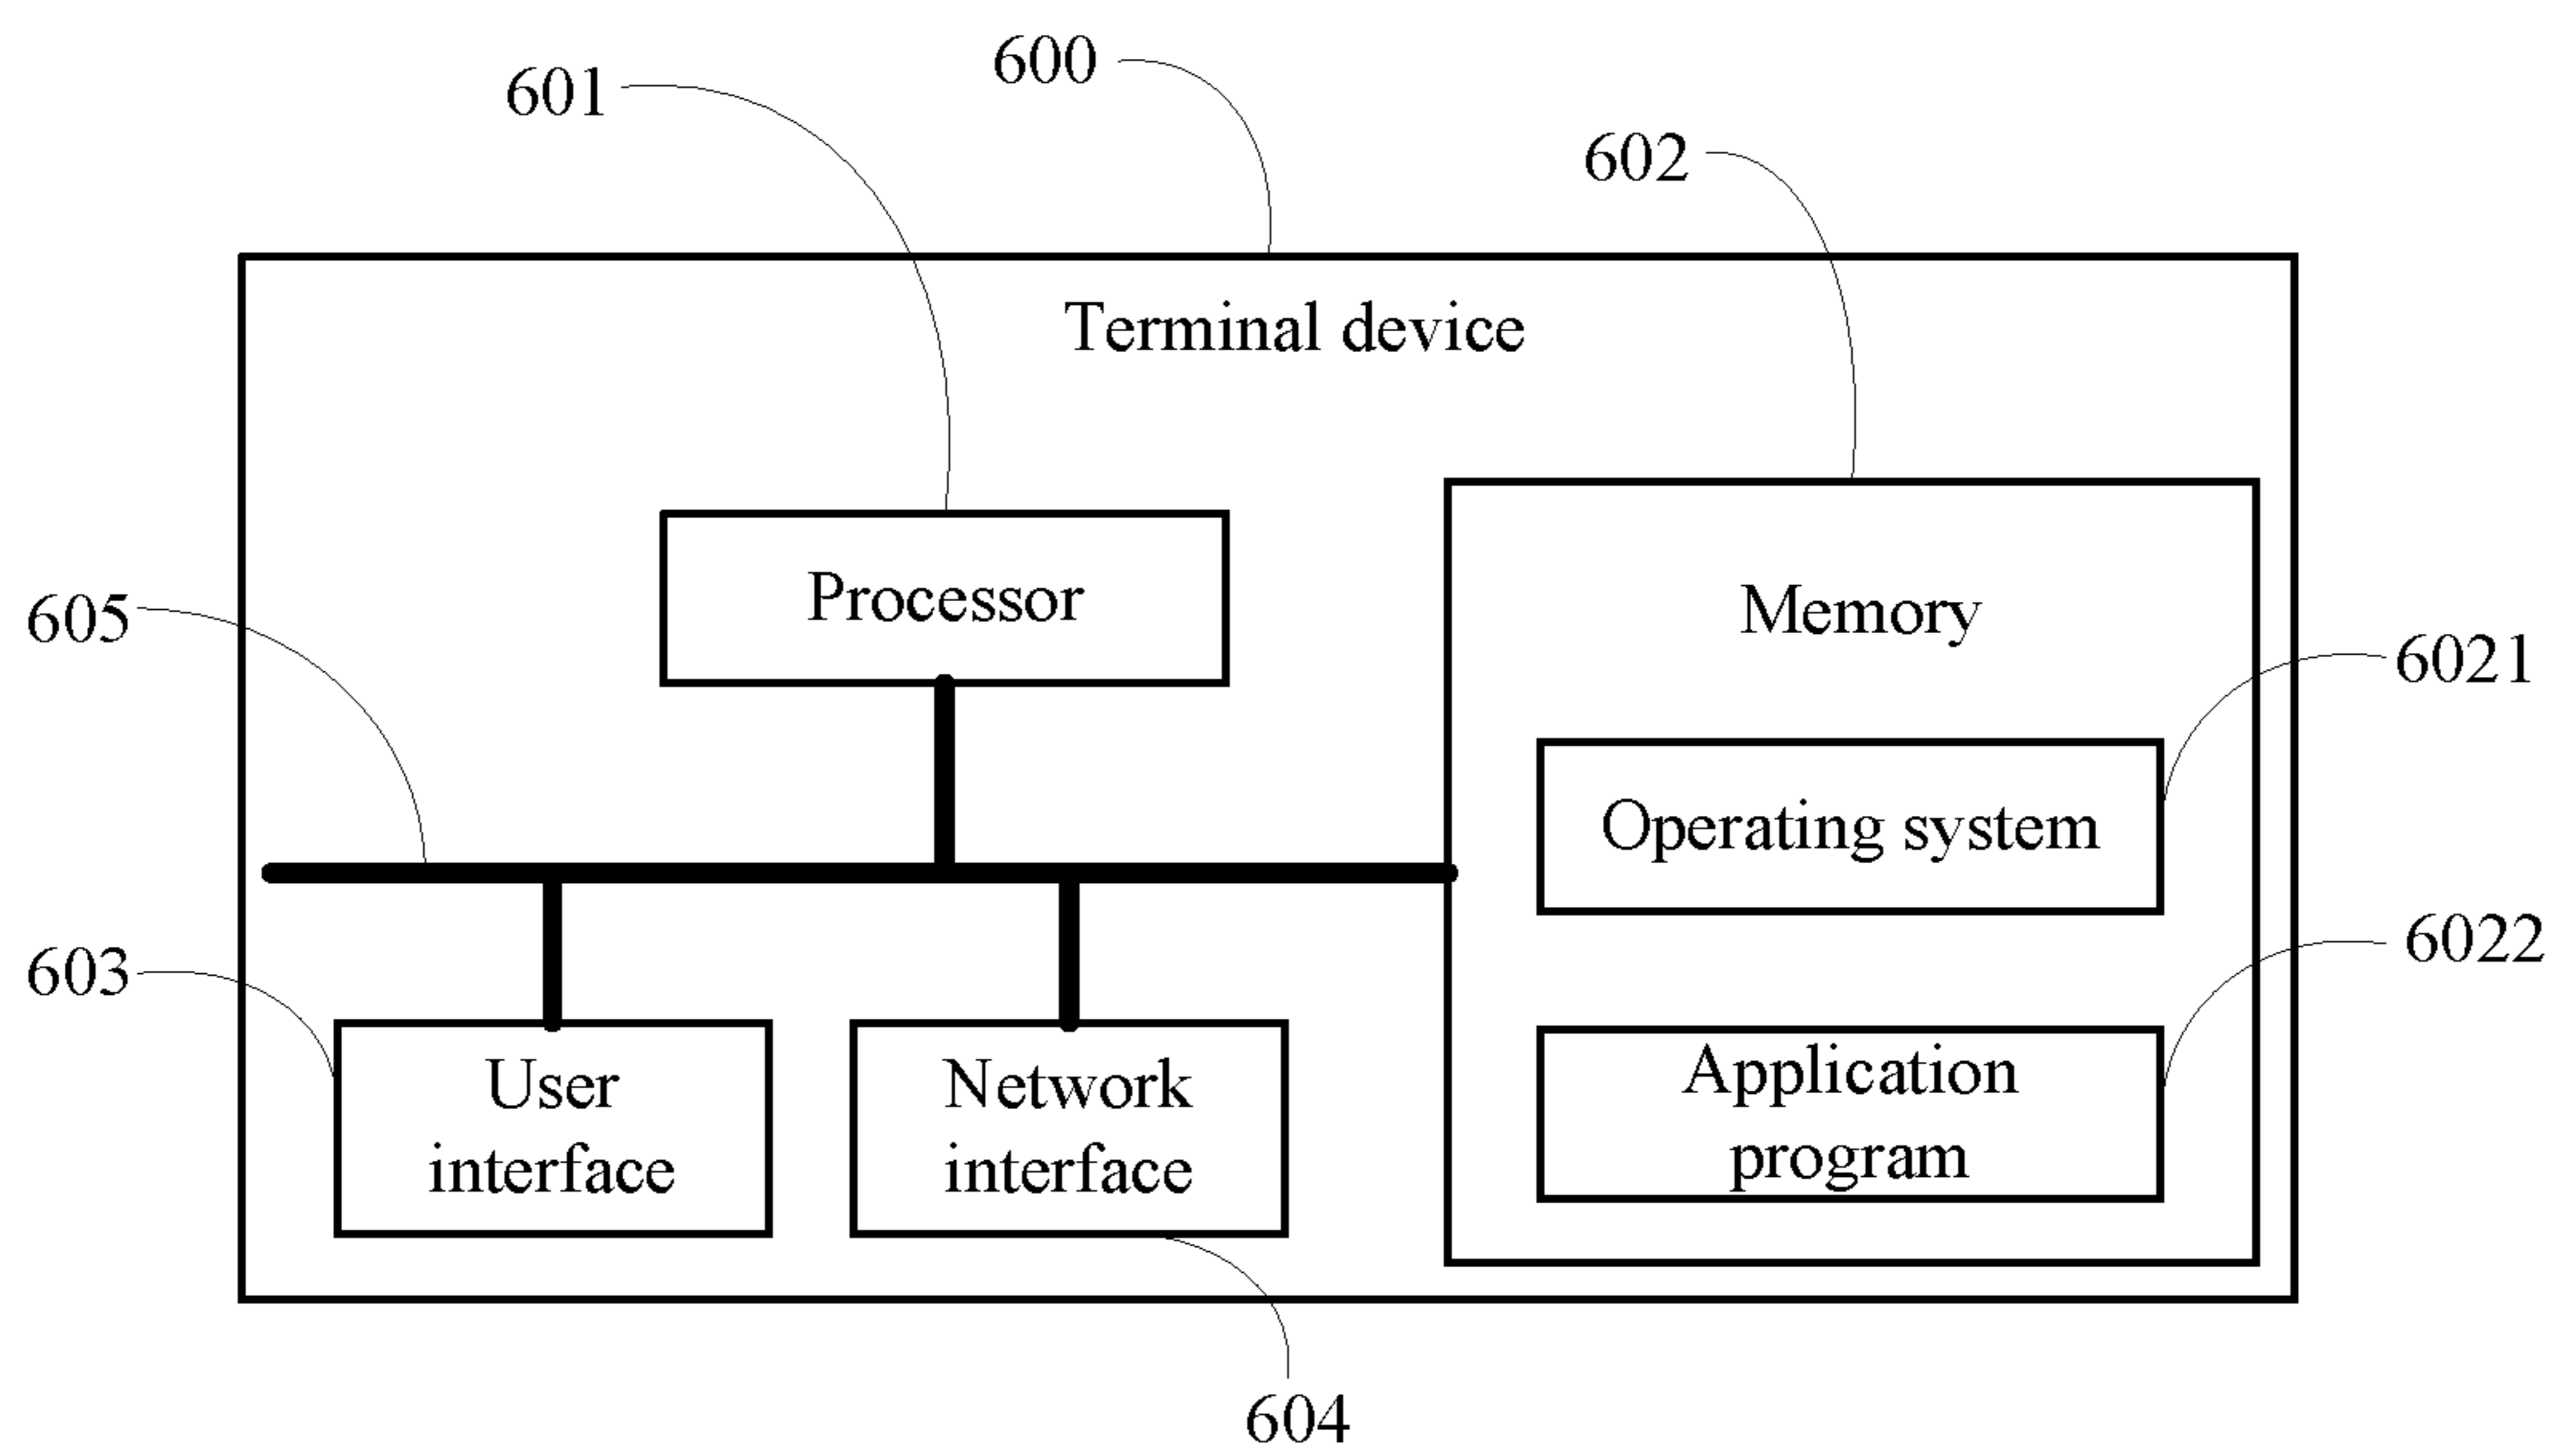 600
601
602
Terminal device
Processor
605
Memory
6021
Operating system
6022
603
User
interface
Network
interface
Application
program
604